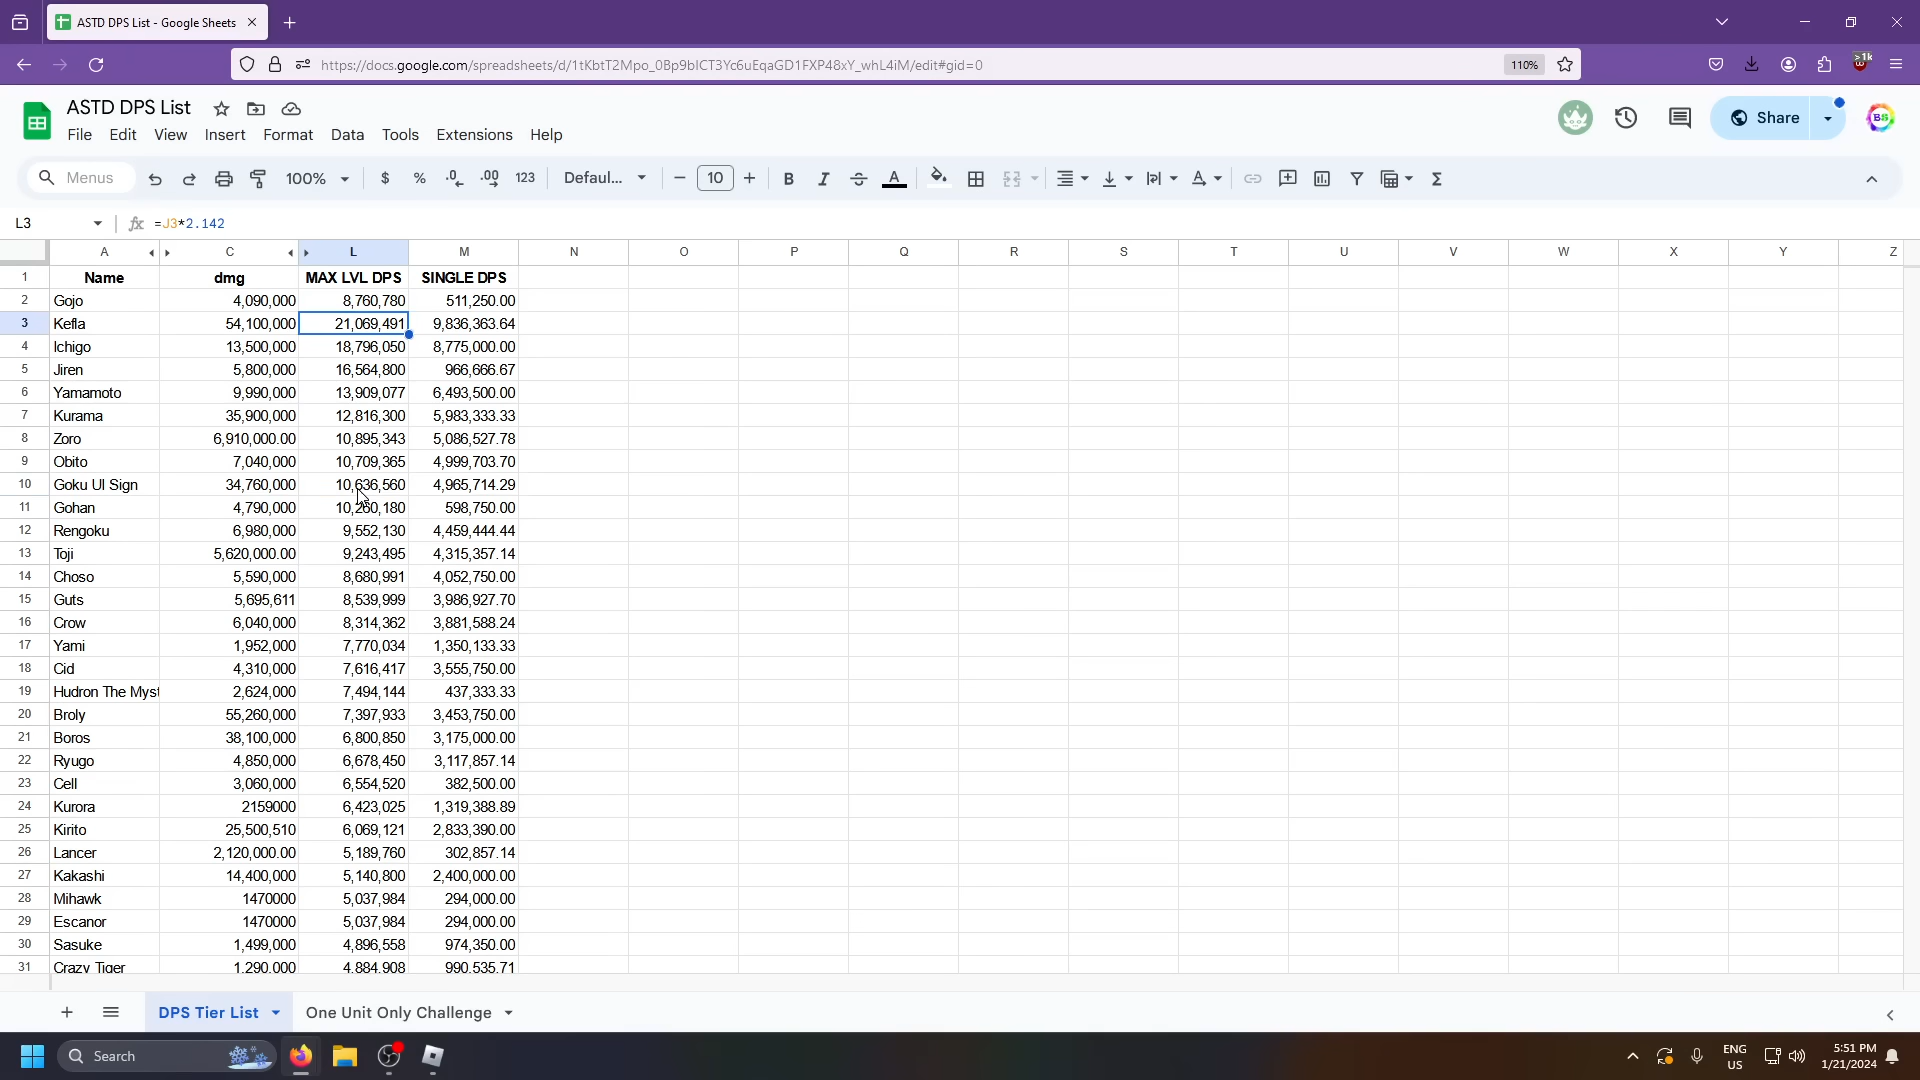 ASTD DPS List - Google Sheets
https://docs.google.com/spreadsheets/d/1tKbtT2Mpo_0Bp9bICT3Yc6uEqaGD1FXP48xY_whL4iM/edit#gid=0
110%
>1k
ASTD DPS List
File Edit View Insert Format Data Tools Extensions Help
Share
BS
Menus 100% $ % .0 .00 123 Defaul... 10 B I A
L3 fx =J3*2.142
A C L M N O P Q R S T U V W X Y Z
1 Name dmg MAX LVL DPS SINGLE DPS
2 Gojo 4,090,000 8,760,780 511,250.00
3 Kefla 54,100,000 21,069,491 9,836,363.64
4 Ichigo 13,500,000 18,796,050 8,775,000.00
5 Jiren 5,800,000 16,564,800 966,666.67
6 Yamamoto 9,990,000 13,909,077 6,493,500.00
7 Kurama 35,900,000 12,816,300 5,983,333.33
8 Zoro 6,910,000.00 10,895,343 5,086,527.78
9 Obito 7,040,000 10,709,365 4,999,703.70
10 Goku UI Sign 34,760,000 10,636,560 4,965,714.29
11 Gohan 4,790,000 10,260,180 598,750.00
12 Rengoku 6,980,000 9,552,130 4,459,444.44
13 Toji 5,620,000.00 9,243,495 4,315,357.14
14 Choso 5,590,000 8,680,991 4,052,750.00
15 Guts 5,695,611 8,539,999 3,986,927.70
16 Crow 6,040,000 8,314,362 3,881,588.24
17 Yami 1,952,000 7,770,034 1,350,133.33
18 Cid 4,310,000 7,616,417 3,555,750.00
19 Hudron The Myst 2,624,000 7,494,144 437,333.33
20 Broly 55,260,000 7,397,933 3,453,750.00
21 Boros 38,100,000 6,800,850 3,175,000.00
22 Ryugo 4,850,000 6,678,450 3,117,857.14
23 Cell 3,060,000 6,554,520 382,500.00
24 Kurora 2159000 6,423,025 1,319,388.89
25 Kirito 25,500,510 6,069,121 2,833,390.00
26 Lancer 2,120,000.00 5,189,760 302,857.14
27 Kakashi 14,400,000 5,140,800 2,400,000.00
28 Mihawk 1470000 5,037,984 294,000.00
29 Escanor 1470000 5,037,984 294,000.00
30 Sasuke 1,499,000 4,896,558 974,350.00
31 Crazy Tiger 1,290,000 4,884,908 990,535.71
DPS Tier List One Unit Only Challenge
Search
ENG
US
5:51 PM
1/21/2024